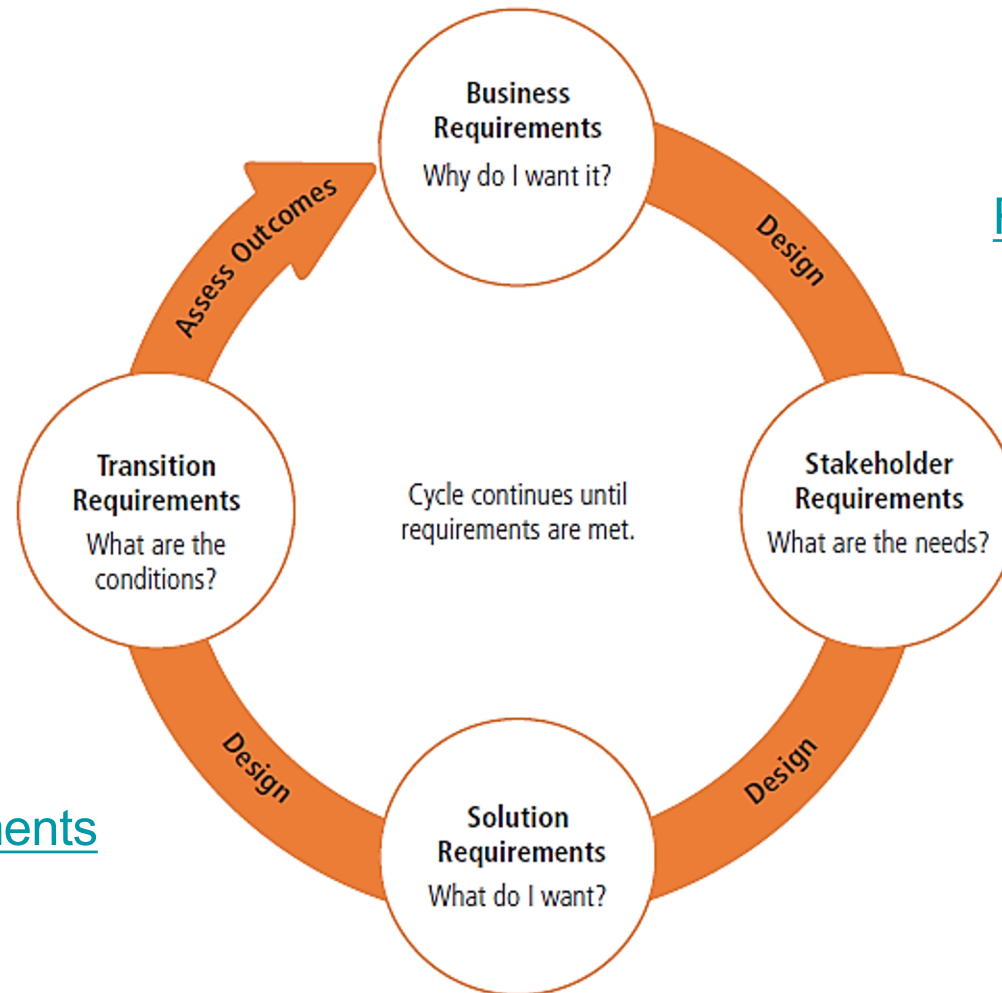 Business
Requirements
Why do I want it?
Design
Assess Outcomes
Stakeholder
Requirements
What are the needs?
Transition
Requirements
What are the
conditions?
Cycle continues until
requirements are met.
Design
Design
Solution
Requirements
What do I want?